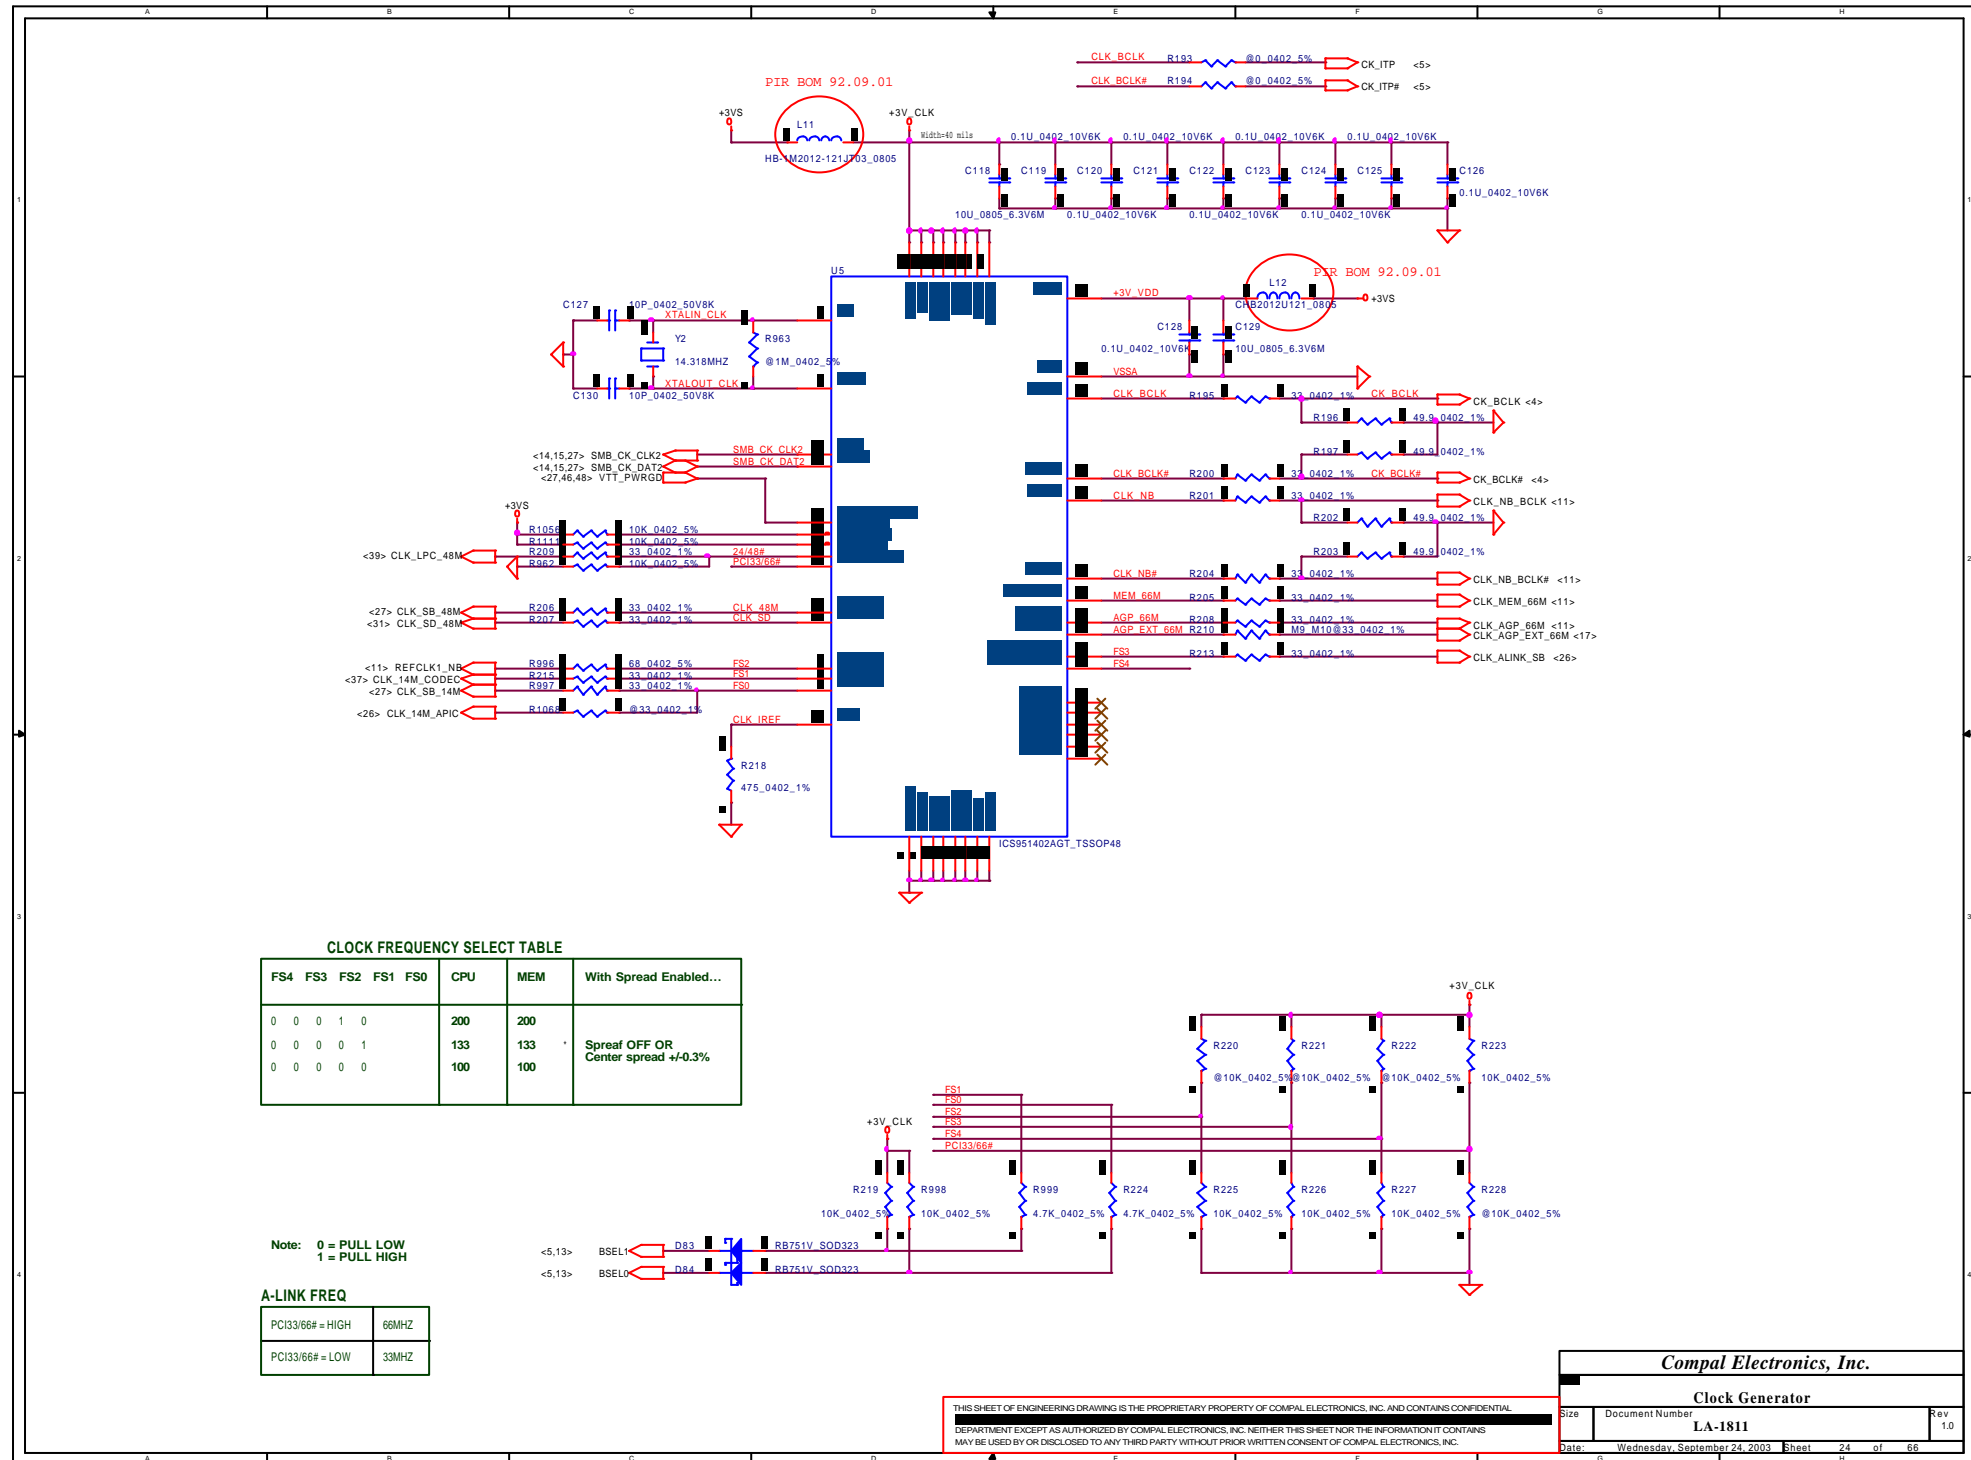 A B C D E F G H
CLK_BCLK R193 @0_0402_5% CK_ITP <5>
CLK_BCLK# R194 @0_0402_5% CK_ITP# <5>
PIR BOM 92.09.01
+3VS +3V_CLK
L11 Width=40 mils
HB-1M2012-121JT03_0805
0.1U_0402_10V6K 0.1U_0402_10V6K 0.1U_0402_10V6K 0.1U_0402_10V6K
C118 C119 C120 C121 C122 C123 C124 C125 C126
0.1U_0402_10V6K
10U_0805_6.3V6M 0.1U_0402_10V6K 0.1U_0402_10V6K 0.1U_0402_10V6K
1 1
U5
PIR BOM 92.09.01
+3V_VDD L12 +3VS
CHB2012U121_0805
C128 C129
0.1U_0402_10V6K 10U_0805_6.3V6M
VSSA
C127 10P_0402_50V8K
XTALIN_CLK
Y2 R963
14.318MHZ @1M_0402_5%
XTALOUT_CLK
C130 10P_0402_50V8K
CLK_BCLK R195 33_0402_1% CK_BCLK CK_BCLK <4>
R196 49.9_0402_1%
R197 49.9_0402_1%
CLK_BCLK# R200 33_0402_1% CK_BCLK# CK_BCLK# <4>
CLK_NB R201 33_0402_1% CLK_NB_BCLK <11>
R202 49.9_0402_1%
R203 49.9_0402_1%
CLK_NB# R204 33_0402_1% CLK_NB_BCLK# <11>
MEM_66M R205 33_0402_1% CLK_MEM_66M <11>
AGP_66M R208 33_0402_1% CLK_AGP_66M <11>
AGP_EXT_66M R210 M9_M10@33_0402_1% CLK_AGP_EXT_66M <17>
FS3 R213 33_0402_1% CLK_ALINK_SB <26>
FS4
<14,15,27> SMB_CK_CLK2 SMB_CK_CLK2
<14,15,27> SMB_CK_DAT2 SMB_CK_DAT2
<27,46,48> VTT_PWRGD
+3VS
R1056 10K_0402_5%
R1111 10K_0402_5%
<39> CLK_LPC_48M R209 33_0402_1% 24/48#
R962 10K_0402_5% PCI33/66#
2 2
<27> CLK_SB_48M R206 33_0402_1% CLK_48M
<31> CLK_SD_48M R207 33_0402_1% CLK_SD
<11> REFCLK1_NB R996 68_0402_5% FS2
<37> CLK_14M_CODEC R215 33_0402_1% FS1
<27> CLK_SB_14M R997 33_0402_1% FS0
<26> CLK_14M_APIC R1068 @33_0402_1%
CLK_IREF
R218
475_0402_1%
ICS951402AGT_TSSOP48
3 3
CLOCK FREQUENCY SELECT TABLE
FS4 FS3 FS2 FS1 FS0 CPU MEM With Spread Enabled...
0 0 0 1 0 200 200
0 0 0 0 1 133 133 * Spreaf OFF OR
Center spread +/-0.3%
0 0 0 0 0 100 100
+3V_CLK
R220 R221 R222 R223
@10K_0402_5% @10K_0402_5% @10K_0402_5% 10K_0402_5%
FS1
FS0
FS2
FS3
FS4
PCI33/66#
+3V_CLK
R219 R998 R999 R224 R225 R226 R227 R228
10K_0402_5% 10K_0402_5% 4.7K_0402_5% 4.7K_0402_5% 10K_0402_5% 10K_0402_5% 10K_0402_5% @10K_0402_5%
<5,13> BSEL1 D83 RB751V_SOD323
<5,13> BSEL0 D84 RB751V_SOD323
4 4
Note: 0 = PULL LOW
1 = PULL HIGH
A-LINK FREQ
PCI33/66# = HIGH 66MHZ
PCI33/66# = LOW 33MHZ
THIS SHEET OF ENGINEERING DRAWING IS THE PROPRIETARY PROPERTY OF COMPAL ELECTRONICS, INC. AND CONTAINS CONFIDENTIAL
DEPARTMENT EXCEPT AS AUTHORIZED BY COMPAL ELECTRONICS, INC. NEITHER THIS SHEET NOR THE INFORMATION IT CONTAINS
MAY BE USED BY OR DISCLOSED TO ANY THIRD PARTY WITHOUT PRIOR WRITTEN CONSENT OF COMPAL ELECTRONICS, INC.
Compal Electronics, Inc.
Clock Generator
Size Document Number Rev
LA-1811 1.0
Date: Wednesday, September 24, 2003 Sheet 24 of 66
A B C D E F G H